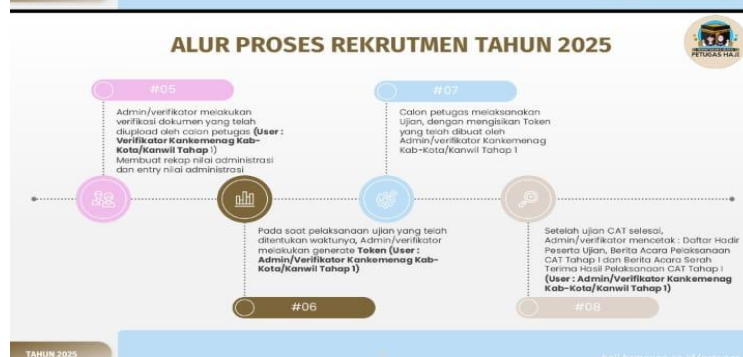 ALUR PROSES REKRUTMEN TAHUN 2025
PETUGAS HAJI
#05
Admin/verifikator melakukan
verifikasi dokumen yang telah
diupload oleh calon petugas (User :
Verifikator Kankemenag Kab-
Kota/Kanwil Tahap 1)
Membuat rekap nilai administrasi
dan entry nilai administrasi
#07
Calon petugas melaksanakan
Ujian, dengan mengisikan Token
yang telah dibuat oleh
Admin/verifikator Kankemenag
Kab-Kota/Kanwil Tahap 1
Pada saat pelaksanaan ujian yang telah
ditentukan waktunya, Admin/verifikator
melakukan generate Token (User :
Admin/Verifikator Kankemenag Kab-
Kota/Kanwil Tahap 1)
#06
Setelah ujian CAT selesai,
Admin/verifikator mencetak : Daftar Hadir
Peserta Ujian, Berita Acara Pelaksanaan
CAT Tahap I dan Berita Acara Serah
Terima Hasil Pelaksanaan CAT Tahap I
(User : Admin/Verifikator Kankemenag
Kab-Kota/Kanwil Tahap 1)
#08
TAHUN 2025